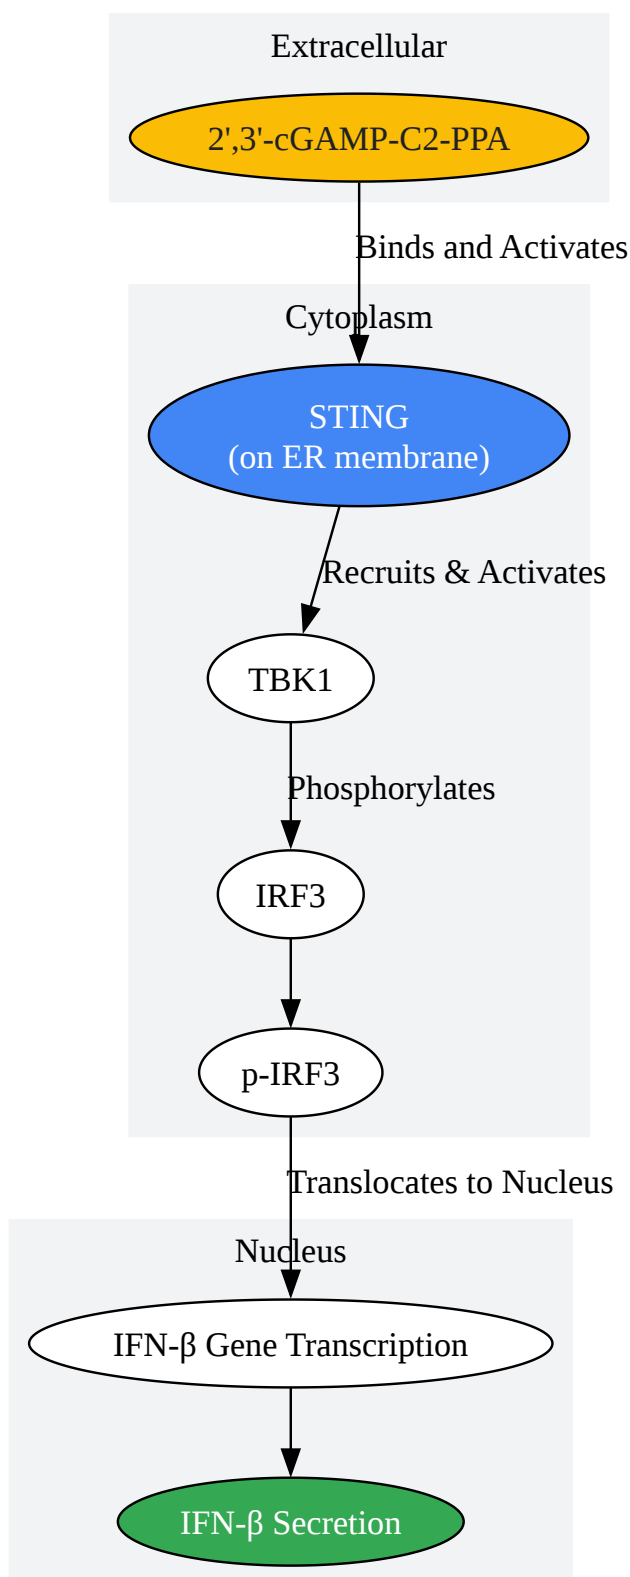 Extracellular
2',3'-cGAMP-C2-PPA
Binds and Activates
Cytoplasm
STING
(on ER membrane)
Recruits & Activates
TBK1
Phosphorylates
IRF3
p-IRF3
Translocates to Nucleus
Nucleus
IFN-β Gene Transcription
IFN-β Secretion